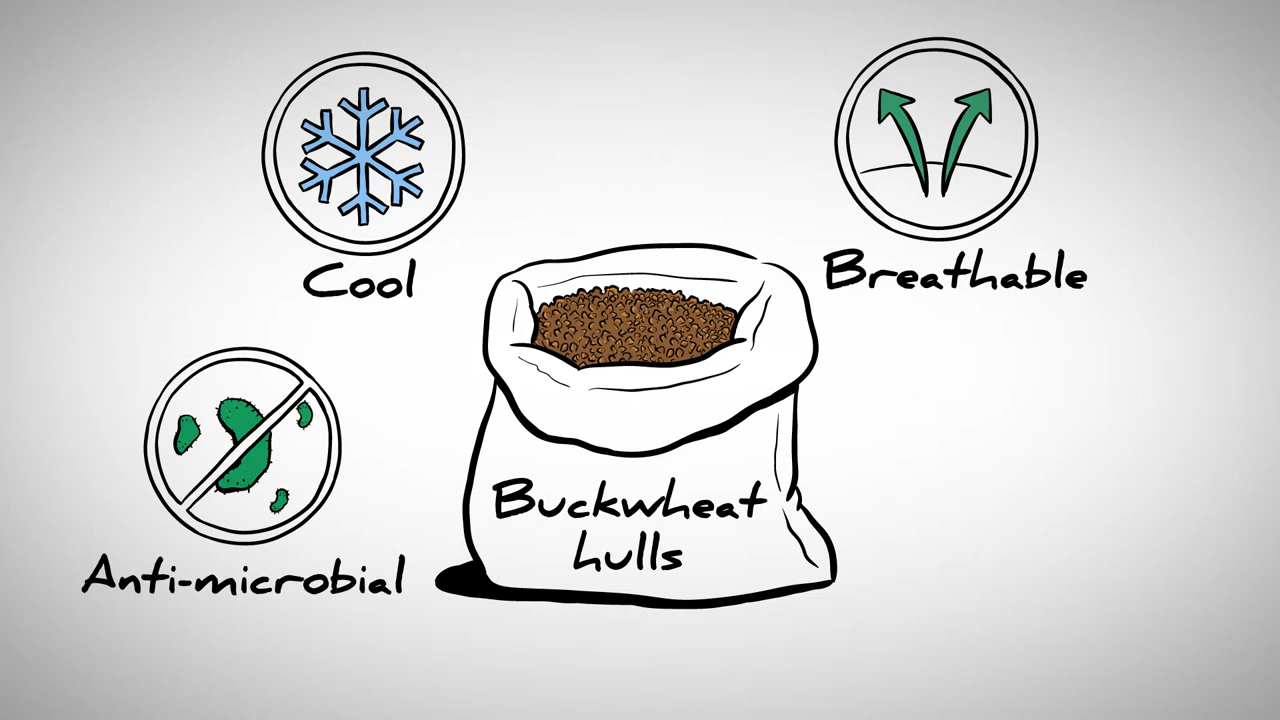 Cool
Breathable
Anti-microbial
Buckwheat
hulls